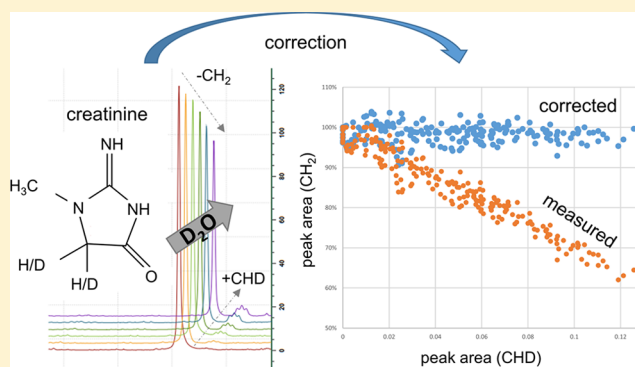 correction
-CH₂
creatinine
NH
H₃C
N
NH
H/D
H/D
O
D₂O
+CHD
120
100
80
60
40
20
0
peak area (CH₂)
110%
100%
90%
80%
70%
60%
50%
corrected
measured
0
0.02
0.04
0.06
0.08
0.1
0.12
peak area (CHD)